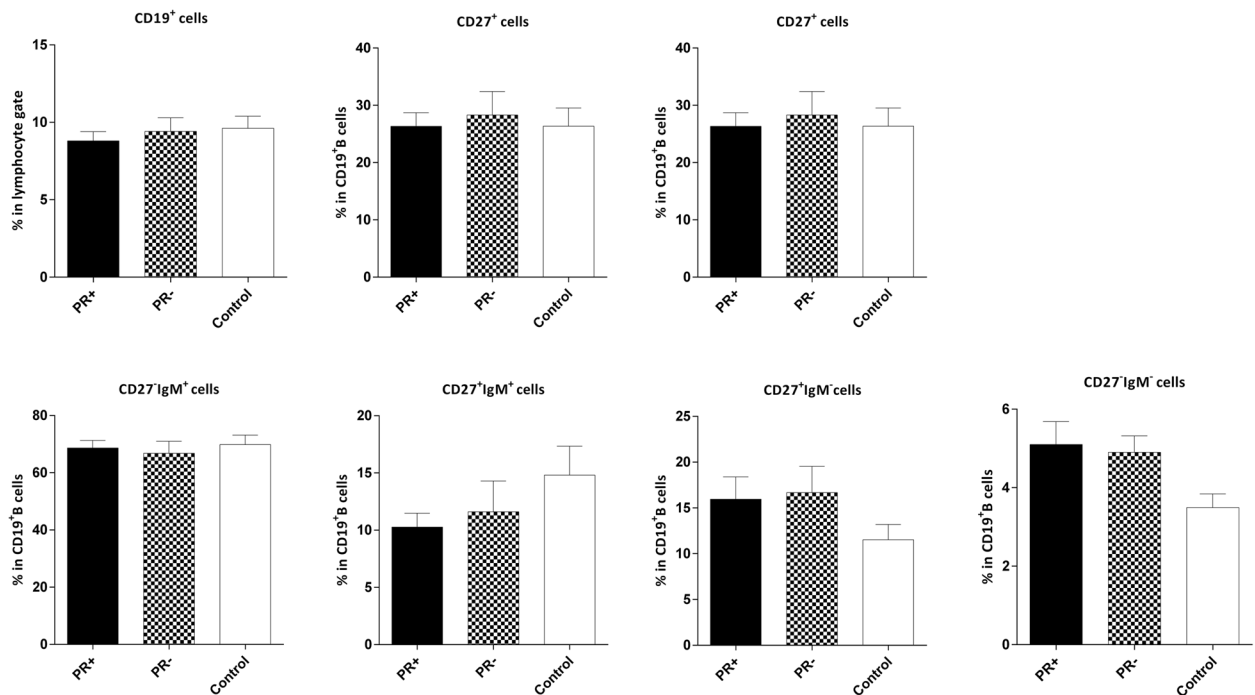 CD19⁺ cells
% in lymphocyte gate
15
10
5
0
PR+
PR-
Control
CD27⁺ cells
% in CD19⁺B cells
40
30
20
10
0
PR+
PR-
Control
CD27⁺ cells
% in CD19⁺B cells
40
30
20
10
0
PR+
PR-
Control
CD27⁻IgM⁺ cells
% in CD19⁺B cells
80
60
40
20
0
PR+
PR-
Control
CD27⁺IgM⁺ cells
% in CD19⁺B cells
20
15
10
5
0
PR+
PR-
Control
CD27⁺IgM⁻cells
% in CD19⁺B cells
25
20
15
10
5
0
PR+
PR-
Control
CD27⁻IgM⁻ cells
% in CD19⁺B cells
6
4
2
0
PR+
PR-
Control